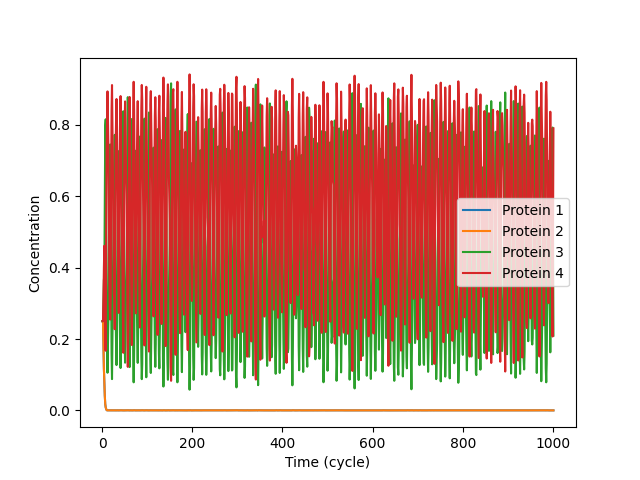 Concentration
0.8
0.6
0.4
0.2
0.0
Protein 1
Protein 2
Protein 3
Protein 4
0 200 400 600 800 1000
Time (cycle)